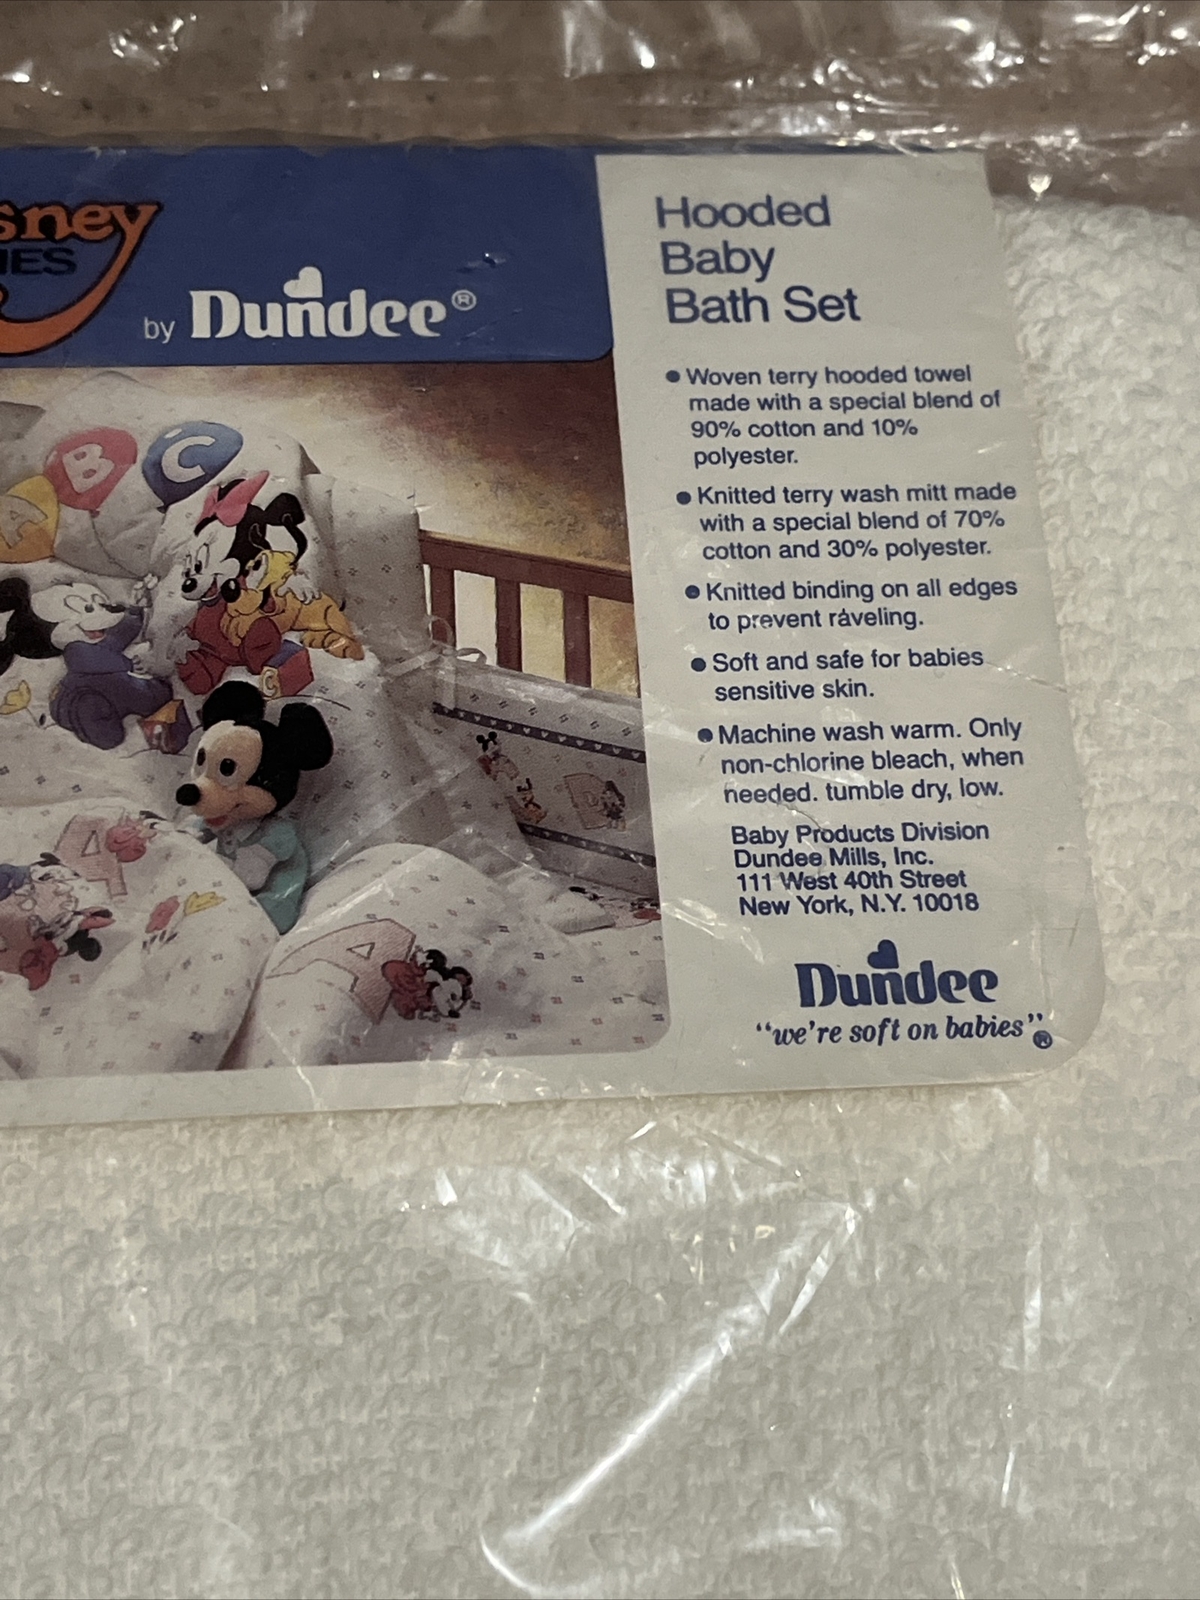 sney
IES
by Dundee®
Hooded
Baby
Bath Set
• Woven terry hooded towel
made with a special blend of
90% cotton and 10%
polyester.
• Knitted terry wash mitt made
with a special blend of 70%
cotton and 30% polyester.
• Knitted binding on all edges
to prevent raveling.
• Soft and safe for babies
sensitive skin.
• Machine wash warm. Only
non-chlorine bleach, when
needed. tumble dry, low.
Baby Products Division
Dundee Mills, Inc.
111 West 40th Street
New York, N.Y. 10018
Dundee
"we're soft on babies"®
A B C
C
A
A